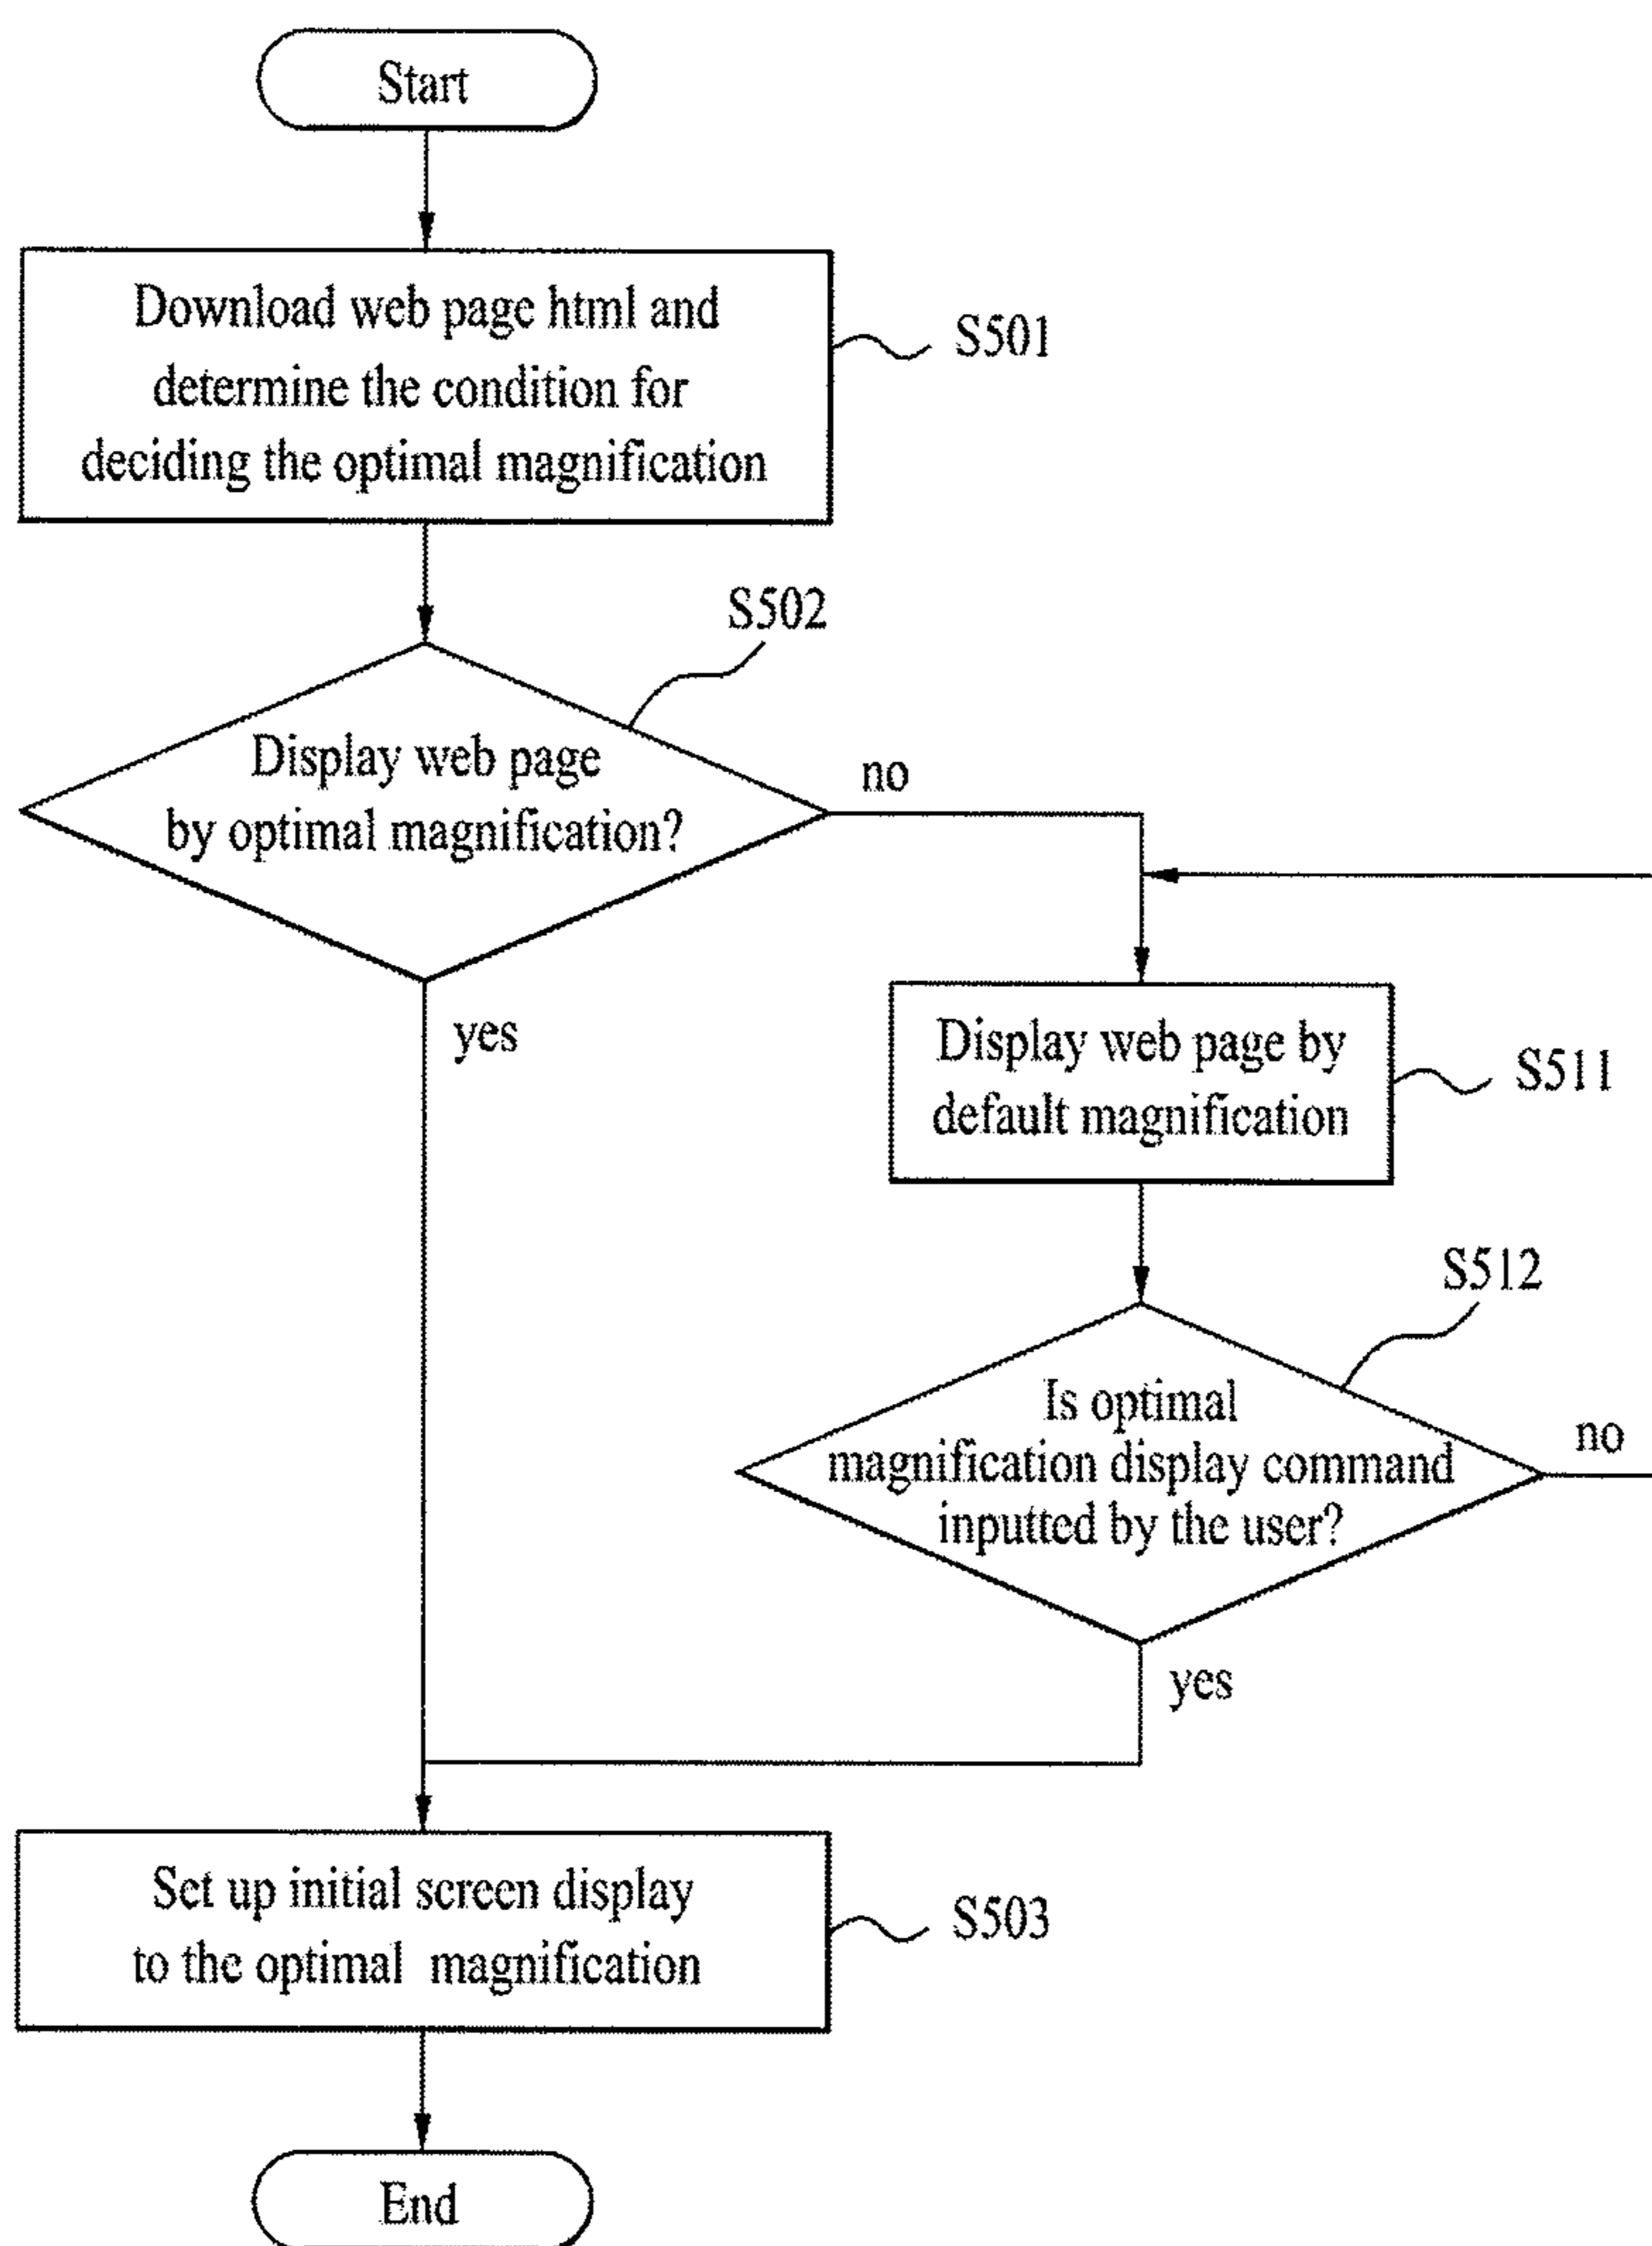 Start
Download web page html and
determine the condition for
deciding the optimal magnification
S501
S502
Display web page
by optimal magnification?
no
yes
Display web page by
default magnification
S511
S512
Is optimal
magnification display command
inputted by the user?
no
yes
Set up initial screen display
to the optimal magnification
S503
End